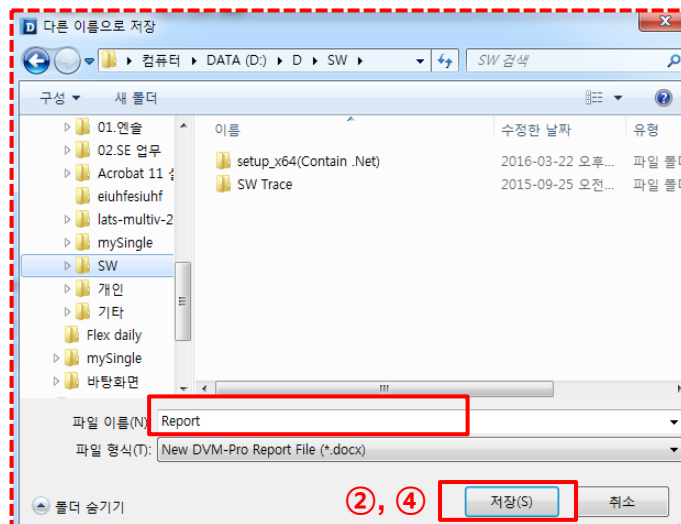 다른 이름으로 저장
컴퓨터 DATA (D:) D SW SW 검색
구성 새 폴더
이름 수정한 날짜 유형
01.엔솔
02.SE 업무
Acrobat 11
eiuhfesiuhf
lats-multiv-2
mySingle
SW
개인
기타
Flex daily
mySingle
바탕화면
setup_x64(Contain .Net) 2016-03-22 오후... 파일 폴더
SW Trace 2015-09-25 오전... 파일 폴더
파일 이름(N): Report
파일 형식(T): New DVM-Pro Report File (*.docx)
폴더 숨기기 ②, ④ 저장(S) 취소